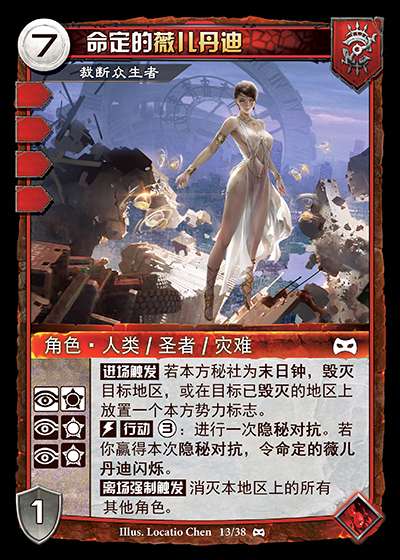 7
命定的薇儿丹迪
裁断众生者
角色·人类/圣者/灾难
进场触发 若本方秘社为末日钟，毁灭
目标地区，或在目标已毁灭的地区上
放置一个本方势力标志。
行动 3：进行一次隐秘对抗。若
你赢得本次隐秘对抗，令命定的薇儿
丹迪闪烁。
离场强制触发 消灭本地区上的所有
其他角色。
1
Illus. Locatio Chen 13/38